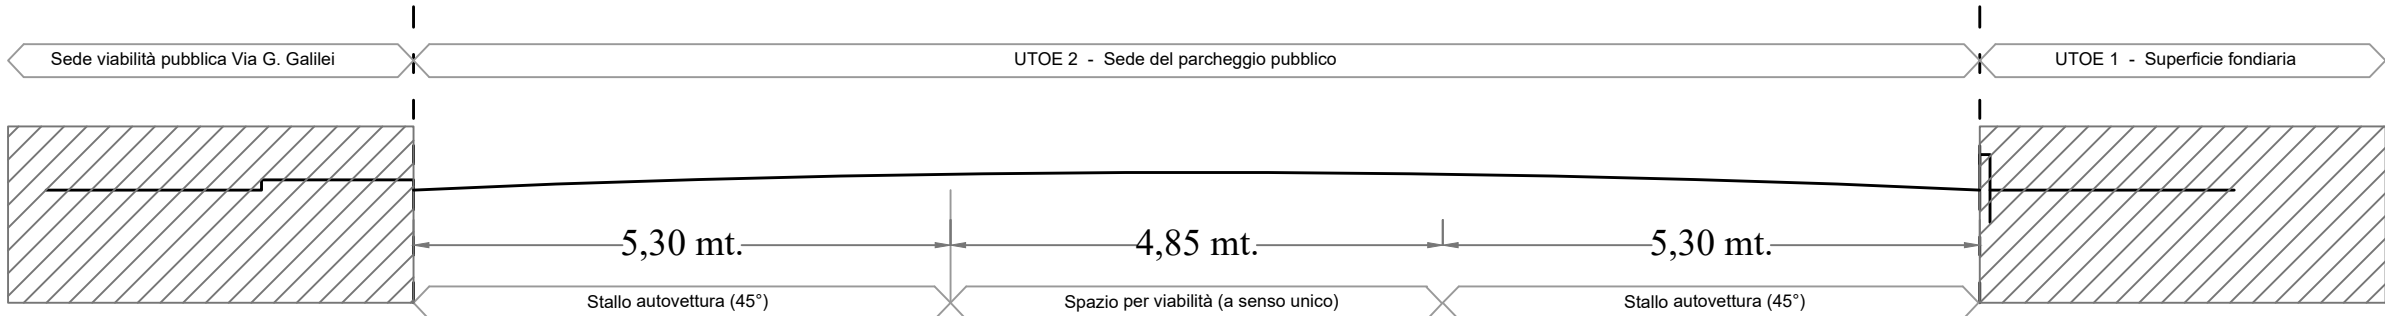 Sede viabilità pubblica Via G. Galilei
UTOE 2 - Sede del parcheggio pubblico
UTOE 1 - Superficie fondiaria
5,30 mt.
4,85 mt.
5,30 mt.
Stallo autovettura (45°)
Spazio per viabilità (a senso unico)
Stallo autovettura (45°)